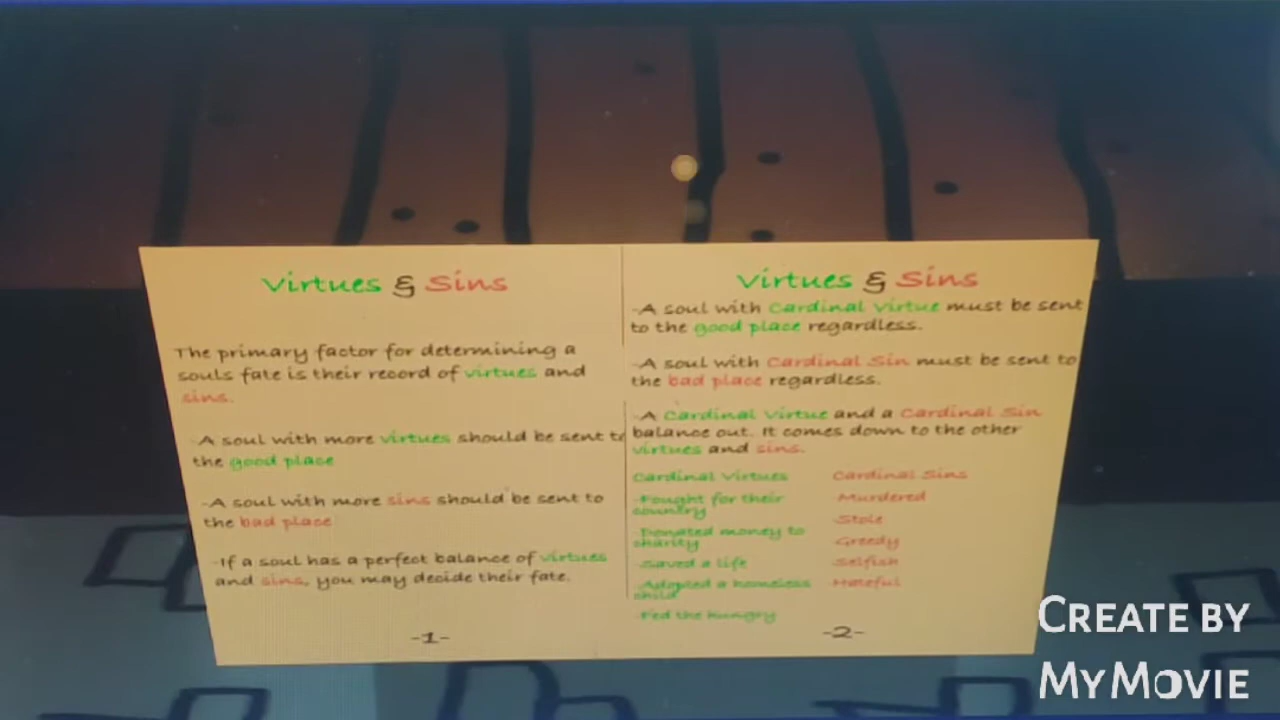 Virtues & Sins
The primary factor for determining a
souls fate is their record of virtues and
sins.
-A soul with more virtues should be sent to
the good place
-A soul with more sins should be sent to
the bad place
-If a soul has a perfect balance of virtues
and sins, you may decide their fate.
-1-
Virtues & Sins
-A soul with Cardinal Virtue must be sent
to the good place regardless.
-A soul with Cardinal Sin must be sent to
the bad place regardless.
-A Cardinal Virtue and a Cardinal Sin
balance out. It comes down to the other
virtues and sins.
Cardinal Virtues
-Fought for their
country
-Donated money to
charity
-Saved a life
-Adopted a homeless
child
-Fed the hungry
Cardinal Sins
-Murdered
-Stole
-Greedy
-Selfish
-Hateful
-2-
CREATE BY
MYMOVIE